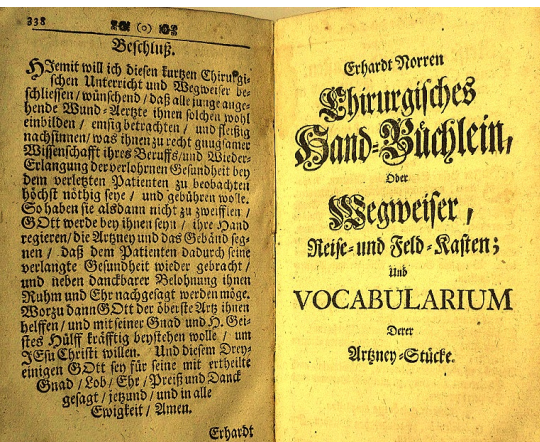 338
(o)
Beschluß.
HJemit will ich diesen kurtzen Chirurgi-
schen Unterricht und Wegweiser be-
schliessen / wünschend / daß alle junge ange-
hende Wund-Aertzte ihnen solchen wohl
einbilden / emsig betrachten / und fleißig
nachsinnen / was ihnen zu recht gnugsamer
Wissenschafft ihres Beruffs / und Wieder-
Erlangung der verlohrnen Gesundheit bey
dem verletzten Patienten zu beobachten
höchst nöthig seye / und gebühren wolle.
So haben sie alsdann nicht zu zweifflen /
GOtt werde bey ihnen seyn / ihre Hand
regieren / die Artzney und das Gebänd seg-
nen / daß dem Patienten dadurch seine
verlangte Gesundheit wieder gebracht /
und neben danckbarer Belohnung ihnen
Ruhm und Ehr nachgesagt werden möge.
Worzu dann GOtt der öberste Artz ihnen
helffen / und mit seiner Gnad und H. Gei-
stes Hülff kräfftig beystehen wolle / um
JEsu Christi willen. Und diesem Drey-
einigen GOtt sey für seine mit ertheilte
Gnad / Lob / Ehr / Preiß und Danck
gesagt / jetzund / und in alle
Ewigkeit / Amen.
Erhardt
Erhardt Norren
Chirurgisches
Hand-Büchlein,
Oder
Wegweiser,
Reise- und Feld-Kasten;
Und
VOCABULARIUM
Derer
Artzney-Stücke.